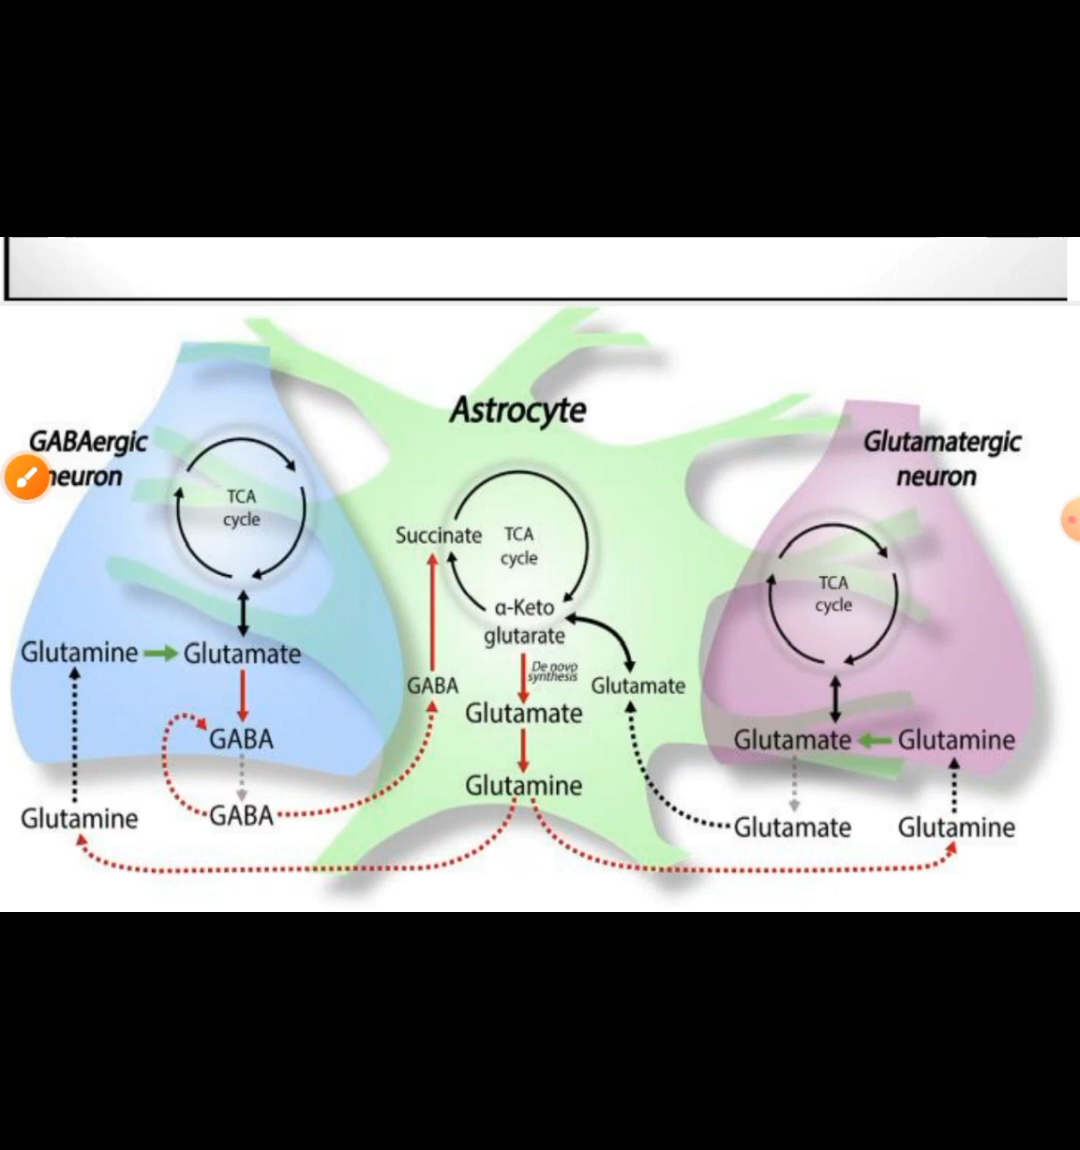 Astrocyte
GABAergic
neuron
TCA
cycle
Glutamine
Glutamate
GABA
GABA
Glutamine
Succinate
TCA
cycle
α-Keto
glutarate
De novo
synthesis
GABA
Glutamate
Glutamate
Glutamine
Glutamatergic
neuron
TCA
cycle
Glutamate
Glutamine
Glutamate
Glutamine